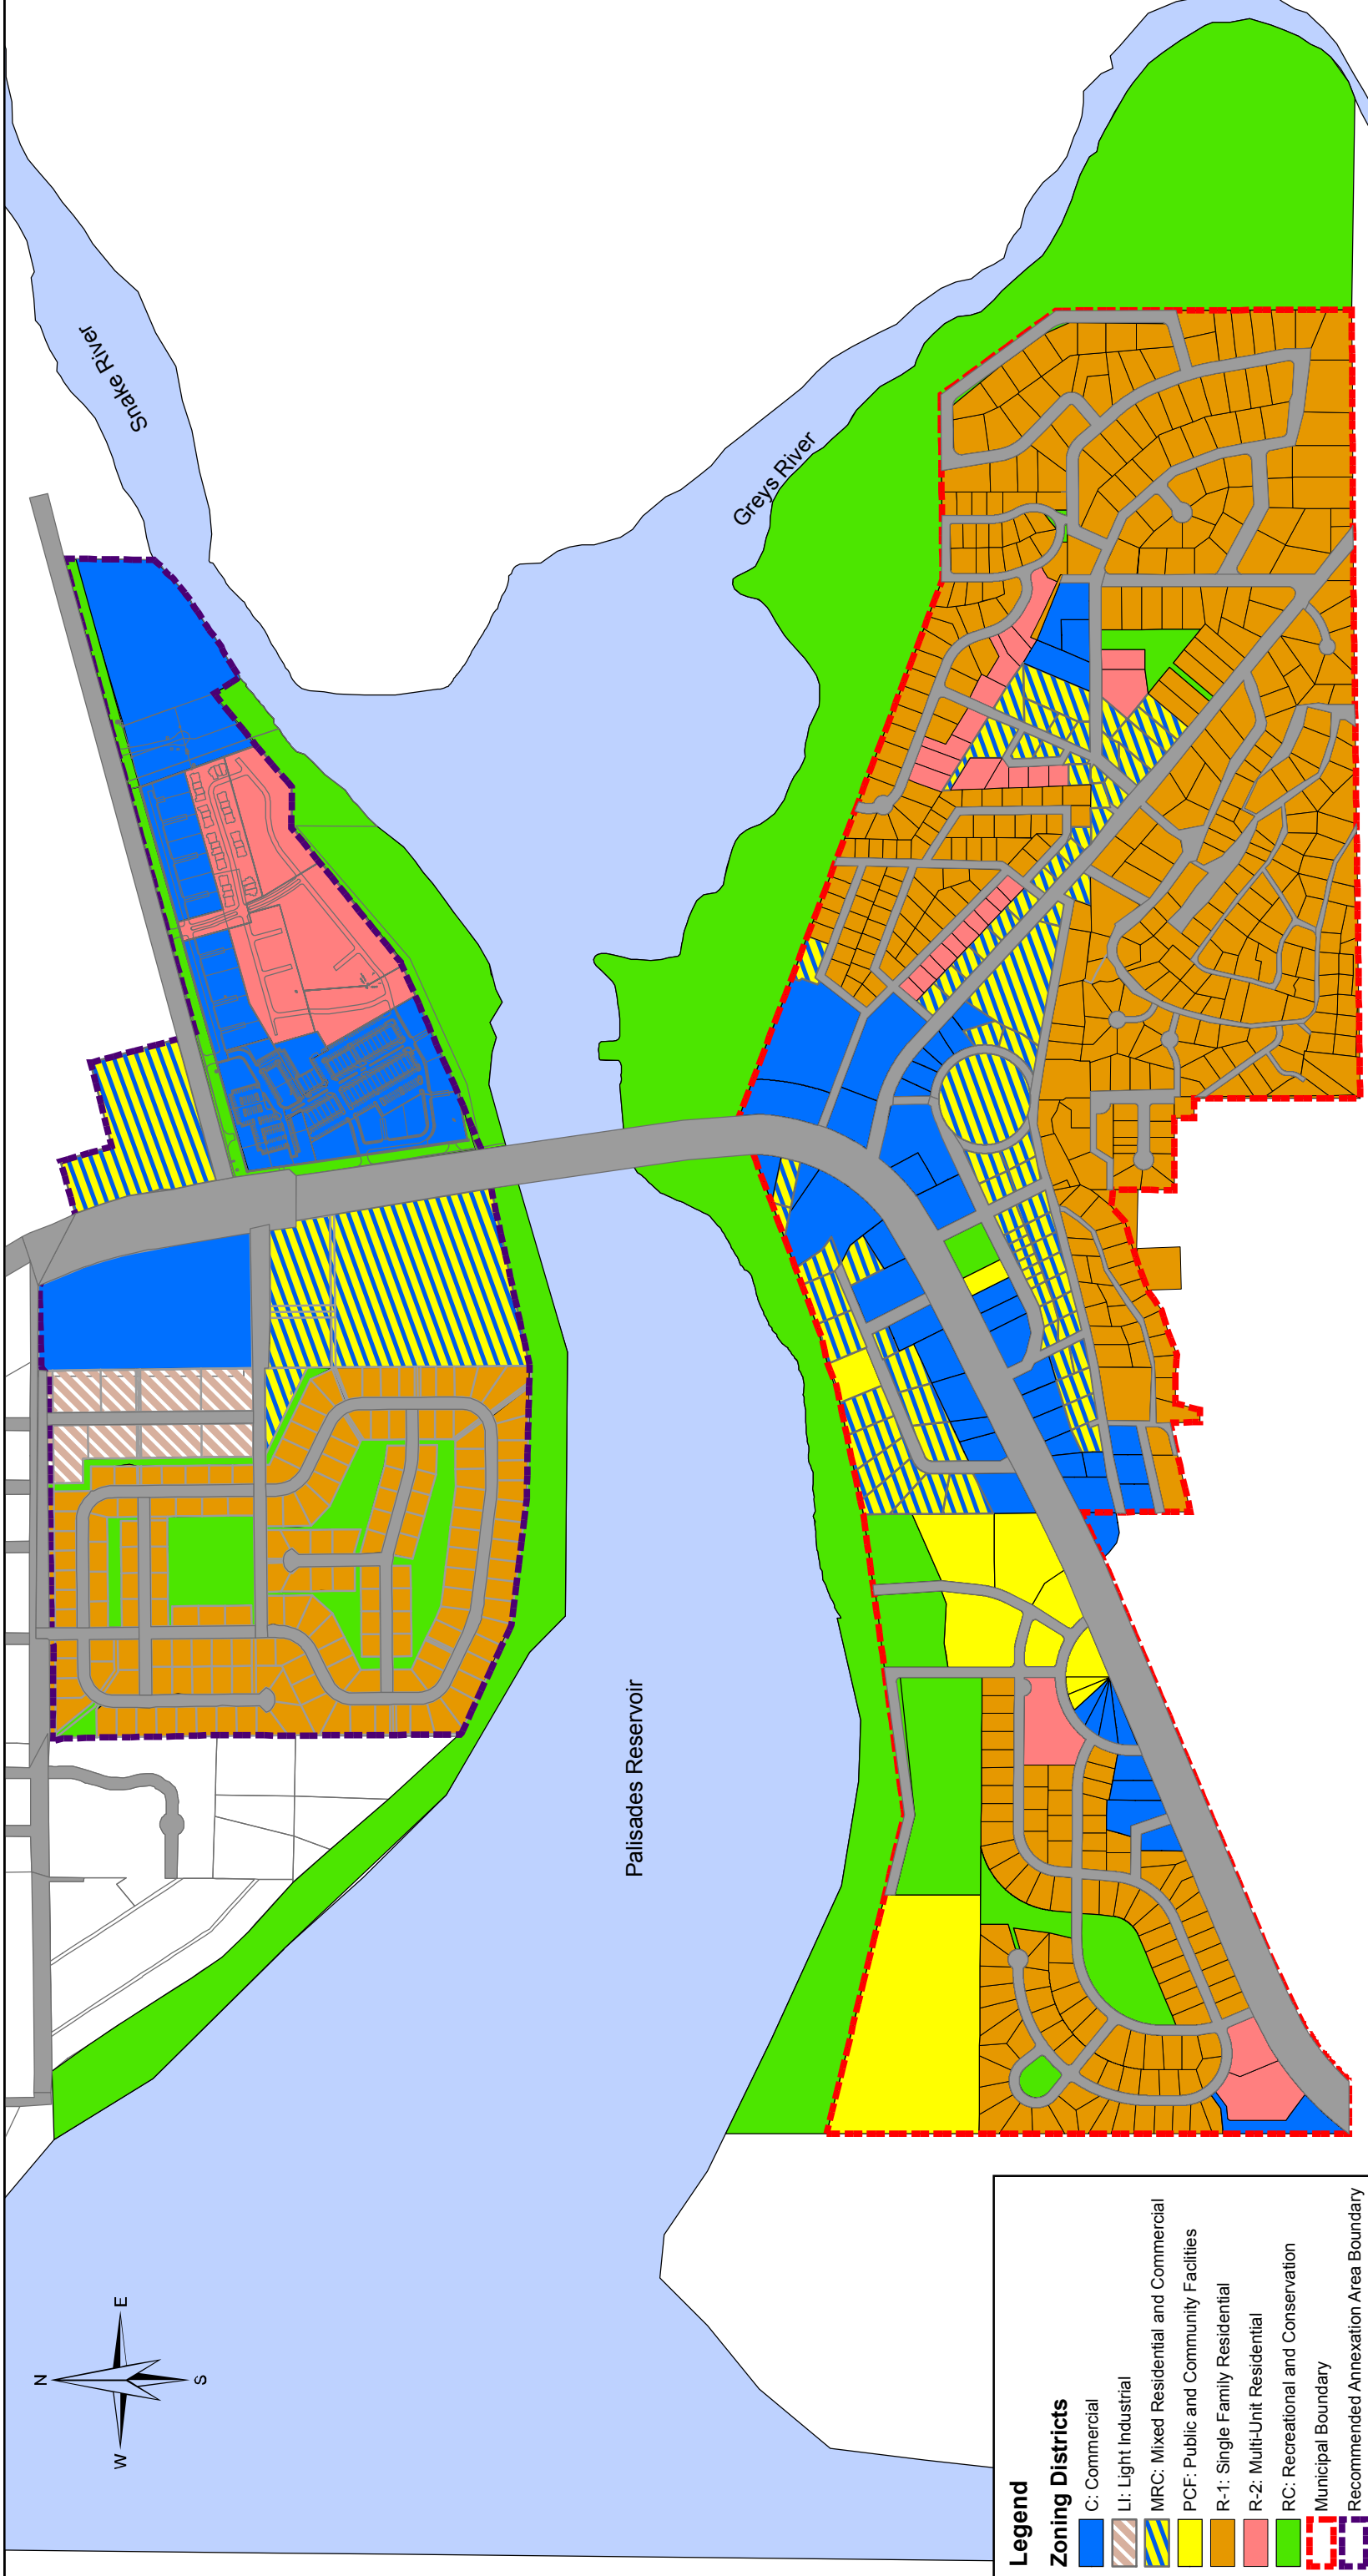 Snake River
Greys River
Palisades Reservoir
N
W E
S
Legend
Zoning Districts
C: Commercial
LI: Light Industrial
MRC: Mixed Residential and Commercial
PCF: Public and Community Facilities
R-1: Single Family Residential
R-2: Multi-Unit Residential
RC: Recreational and Conservation
Municipal Boundary
Recommended Annexation Area Boundary